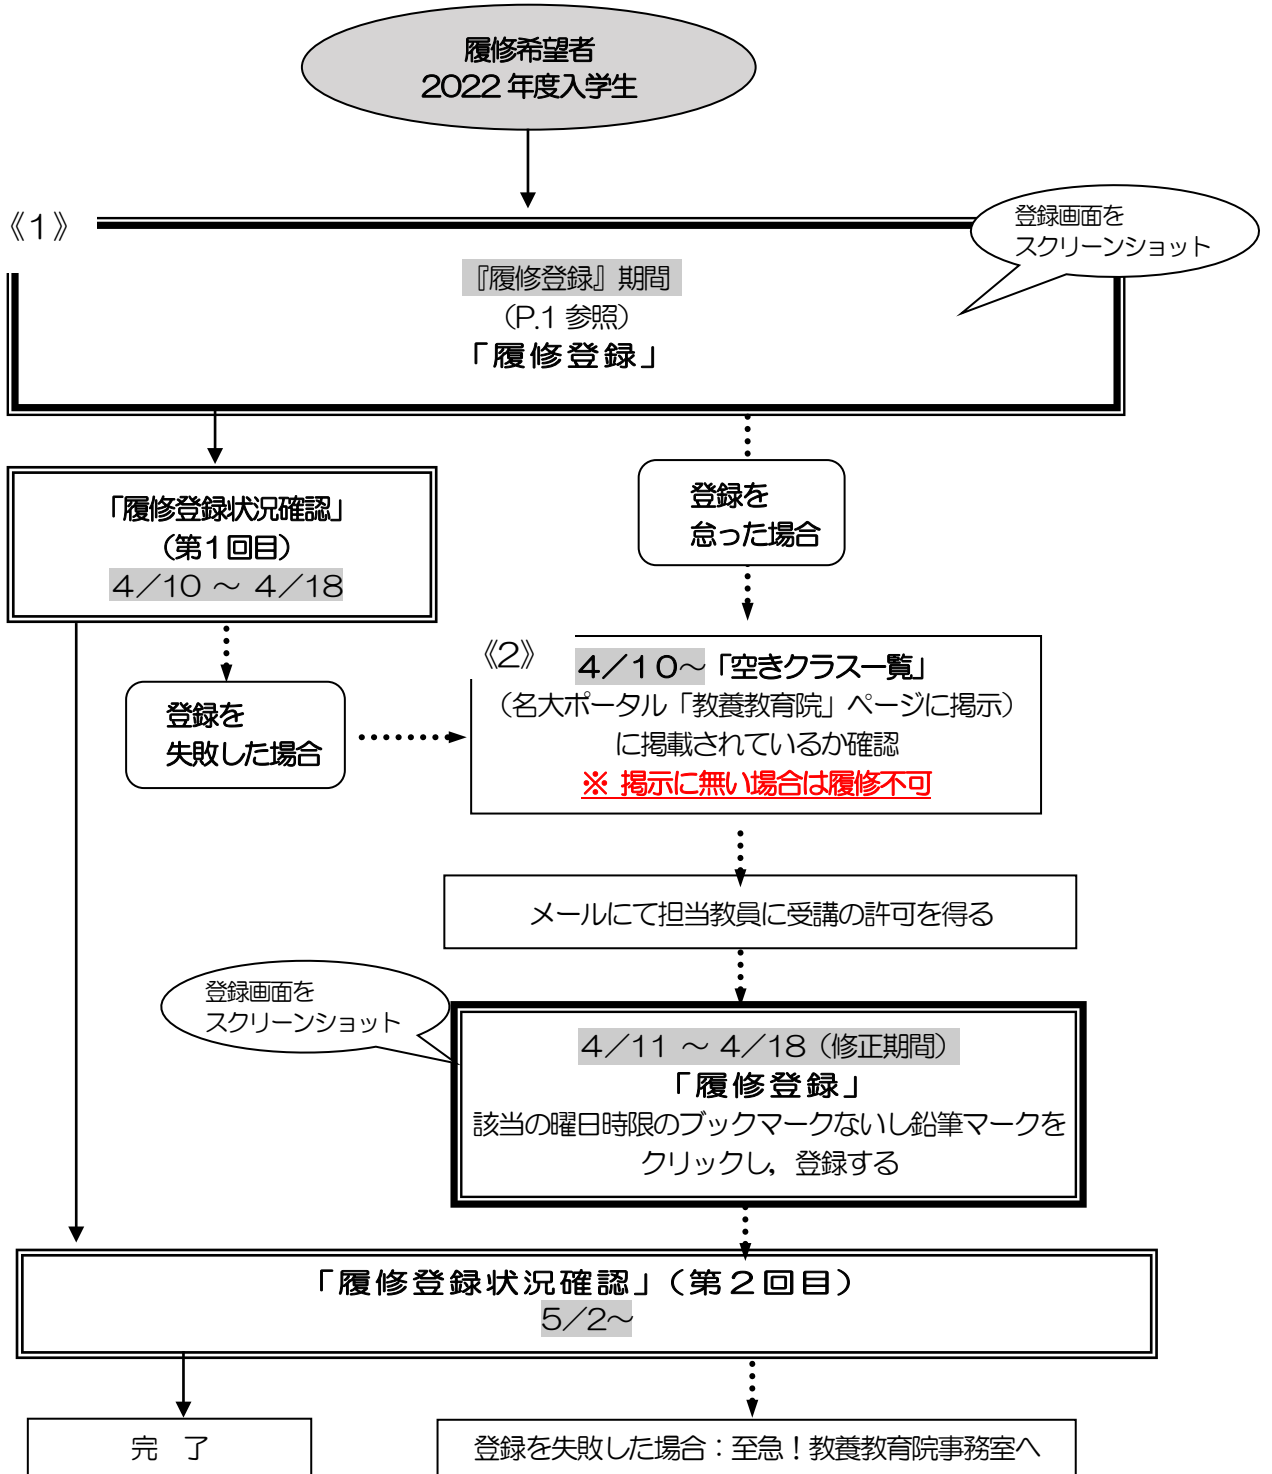 履修希望者
2022 年度入学生
《1》
登録画面を
スクリーンショット
『履修登録』期間
（P.1 参照）
「履修登録」
「履修登録状況確認」
（第１回目）
４／10 ～ ４／18
登録を
怠った場合
登録を
失敗した場合
《2》
４／１０～「空きクラス一覧」
（名大ポータル「教養教育院」ページに掲示）
に掲載されているか確認
※ 掲示に無い場合は履修不可
メールにて担当教員に受講の許可を得る
登録画面を
スクリーンショット
４／11 ～ ４／18（修正期間）
「履修登録」
該当の曜日時限のブックマークないし鉛筆マークを
クリックし，登録する
「履修登録状況確認」（第２回目）
５／2～
完　了
登録を失敗した場合：至急！教養教育院事務室へ